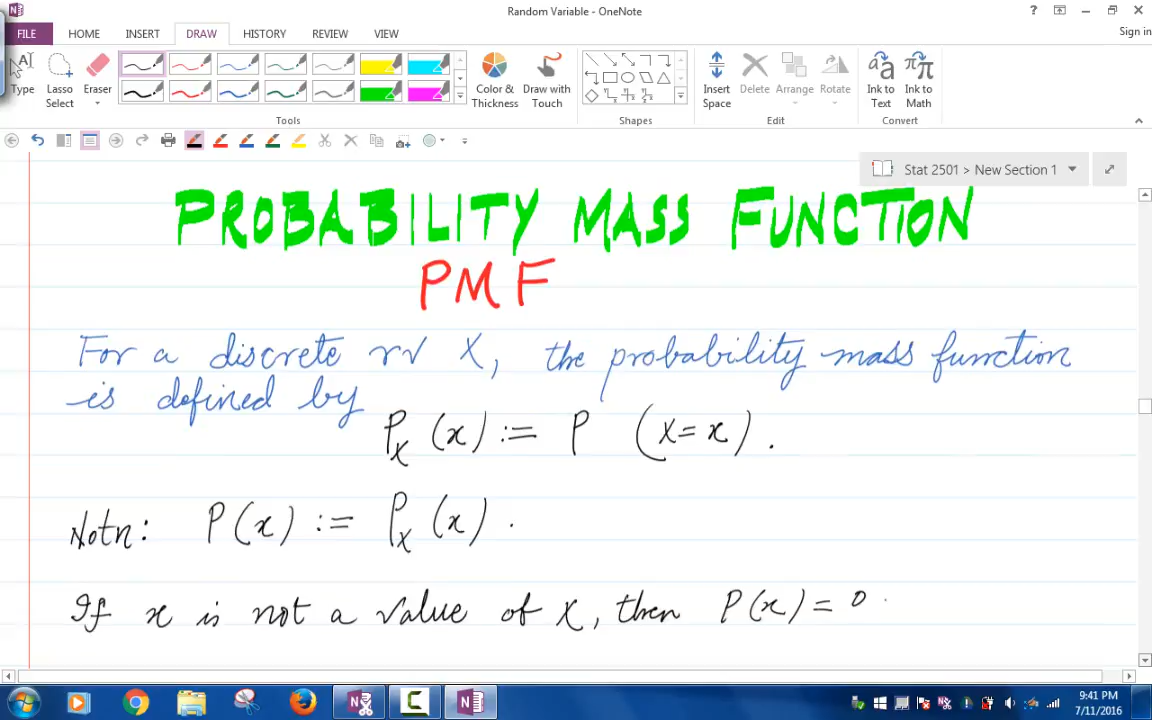 Random Variable - OneNote
Sign in
FILE HOME INSERT DRAW HISTORY REVIEW VIEW
Type Lasso Select Eraser Color & Thickness Draw with Touch Insert Space Delete Arrange Rotate Ink to Text Ink to Math
Tools Shapes Edit Convert
Stat 2501 > New Section 1
PROBABILITY MASS FUNCTION
PMF
For a discrete rv X, the probability mass function
is defined by
P_X (x) := P (X=x).
Notn: P(x) := P_X (x).
If x is not a value of X, then P(x) = 0.
9:41 PM
7/11/2016